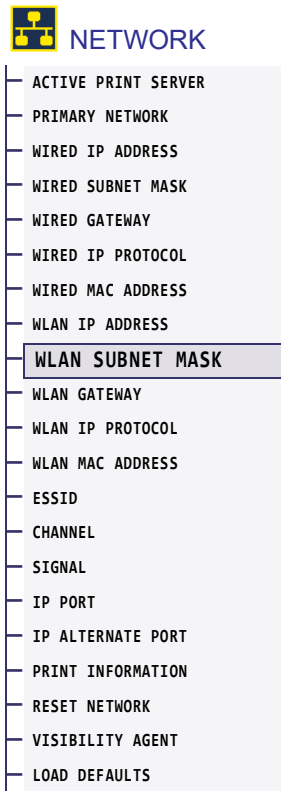 NETWORK
ACTIVE PRINT SERVER
PRIMARY NETWORK
WIRED IP ADDRESS
WIRED SUBNET MASK
WIRED GATEWAY
WIRED IP PROTOCOL
WIRED MAC ADDRESS
WLAN IP ADDRESS
WLAN SUBNET MASK
WLAN GATEWAY
WLAN IP PROTOCOL
WLAN MAC ADDRESS
ESSID
CHANNEL
SIGNAL
IP PORT
IP ALTERNATE PORT
PRINT INFORMATION
RESET NETWORK
VISIBILITY AGENT
LOAD DEFAULTS